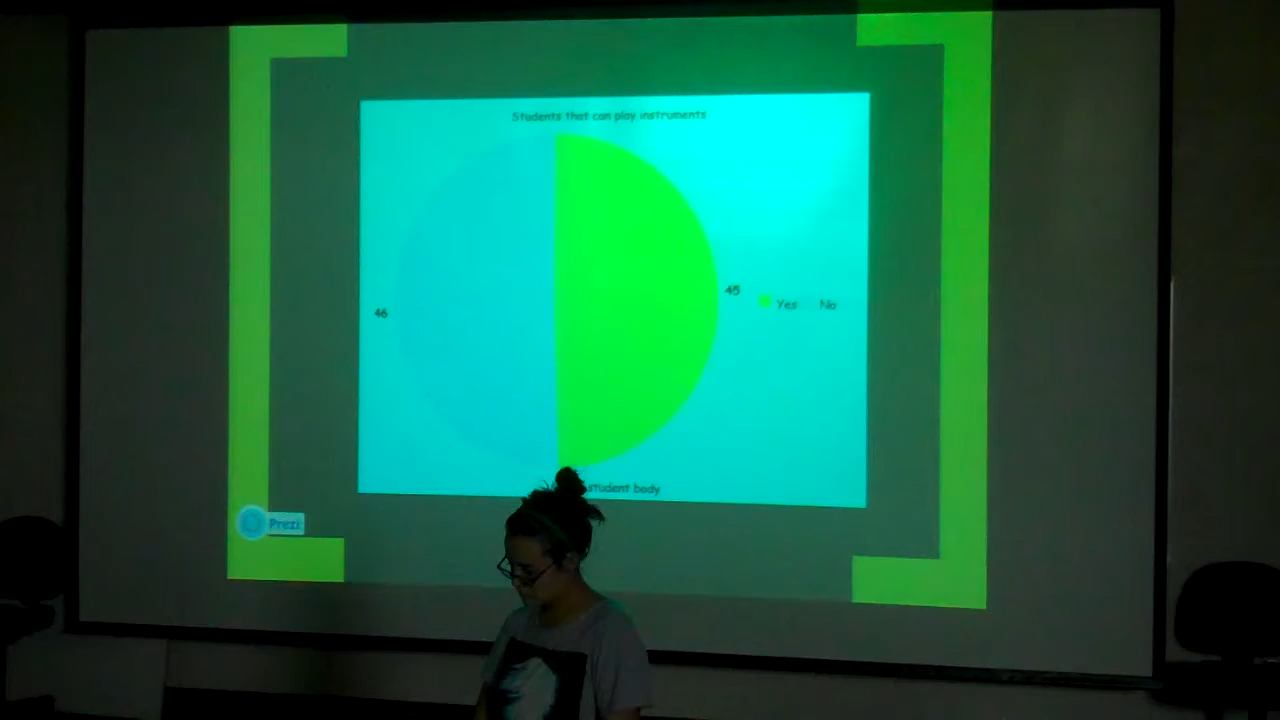 Students that can play instruments
46
45
Yes No
student body
Prezi